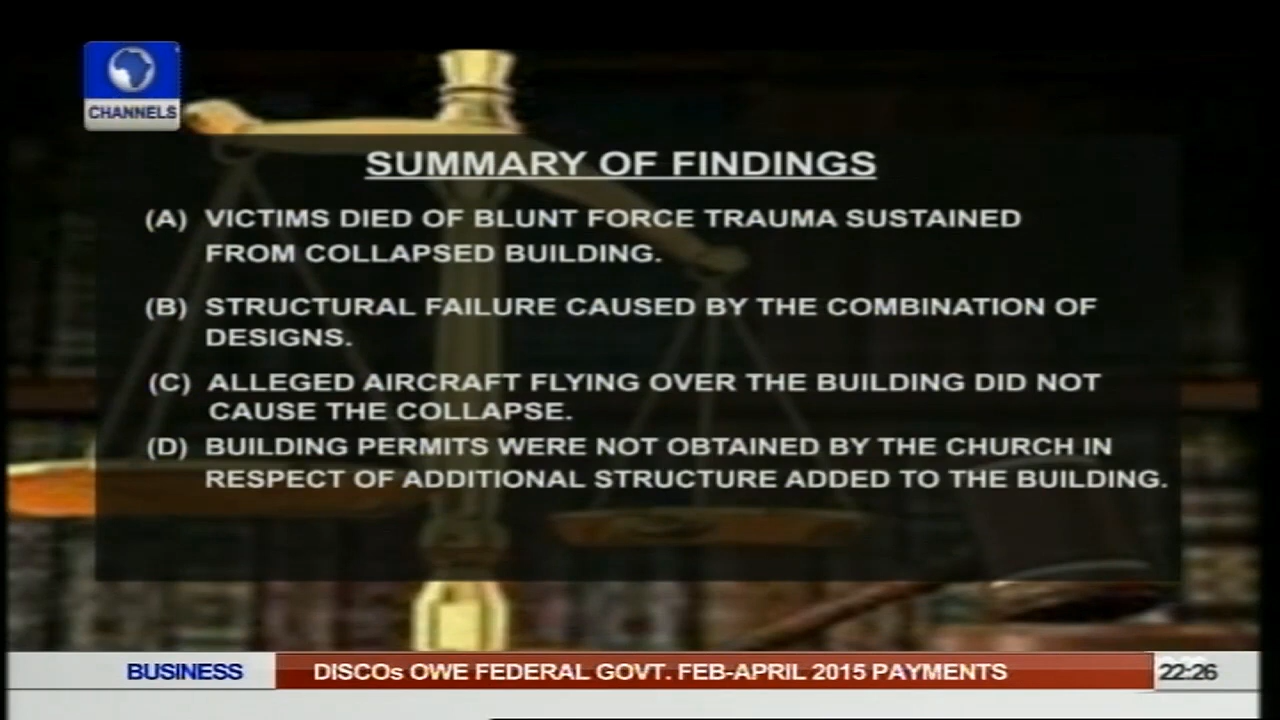 CHANNELS
SUMMARY OF FINDINGS
(A) VICTIMS DIED OF BLUNT FORCE TRAUMA SUSTAINED
FROM COLLAPSED BUILDING.
(B) STRUCTURAL FAILURE CAUSED BY THE COMBINATION OF
DESIGNS.
(C) ALLEGED AIRCRAFT FLYING OVER THE BUILDING DID NOT
CAUSE THE COLLAPSE.
(D) BUILDING PERMITS WERE NOT OBTAINED BY THE CHURCH IN
RESPECT OF ADDITIONAL STRUCTURE ADDED TO THE BUILDING.
BUSINESS DISCOs OWE FEDERAL GOVT. FEB-APRIL 2015 PAYMENTS 22:26